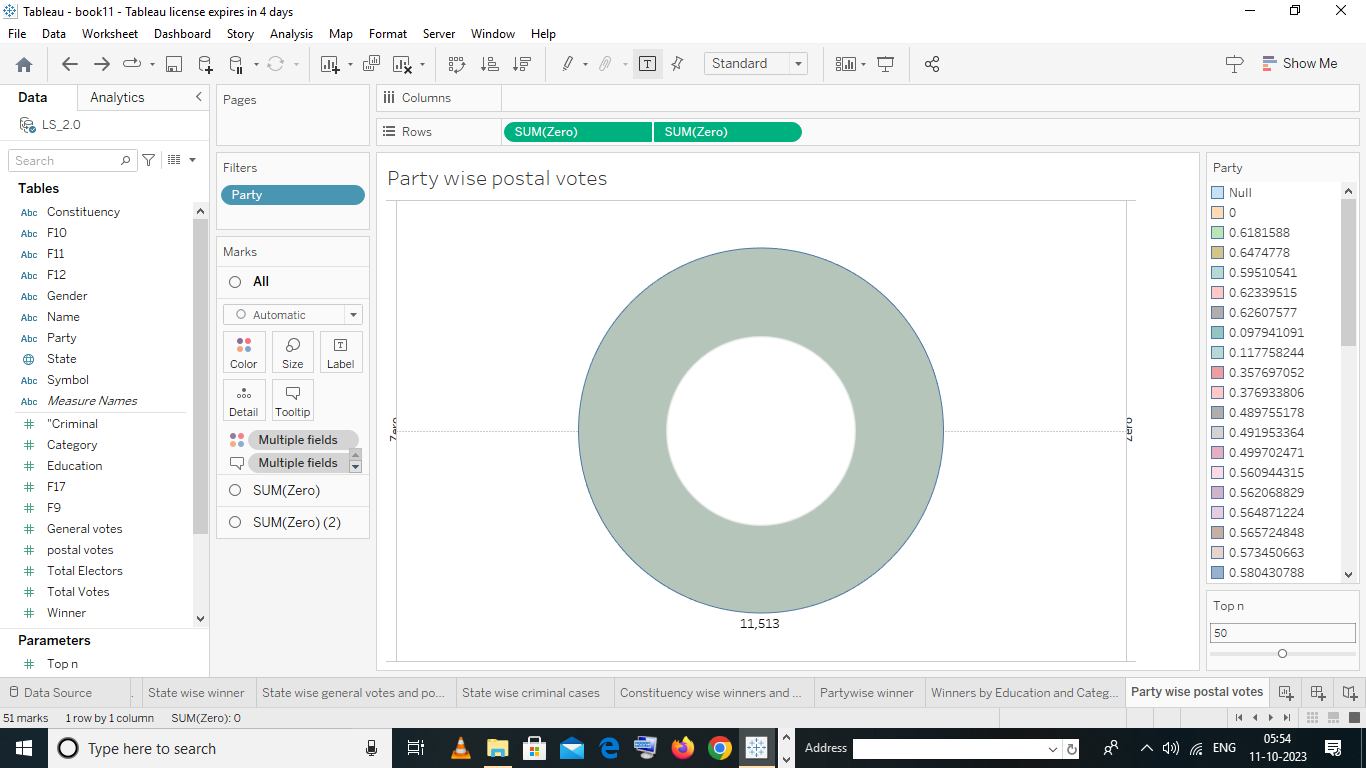 Tableau - book11 - Tableau license expires in 4 days
File Data Worksheet Dashboard Story Analysis Map Format Server Window Help
Standard
Show Me
Data Analytics
LS_2.0
Search
Tables
Abc Constituency
Abc F10
Abc F11
Abc F12
Abc Gender
Abc Name
Abc Party
State
Abc Symbol
Abc Measure Names
# "Criminal
# Category
# Education
# F17
# F9
# General votes
# postal votes
# Total Electors
# Total Votes
# Winner
Parameters
# Top n
Pages
Filters
Party
Marks
All
Automatic
Color Size Label
Detail Tooltip
Multiple fields
Multiple fields
SUM(Zero)
SUM(Zero) (2)
Columns
Rows SUM(Zero) SUM(Zero)
Party wise postal votes
Zero
Zero
11,513
Party
Null
0
0.6181588
0.6474778
0.59510541
0.62339515
0.62607577
0.097941091
0.117758244
0.357697052
0.376933806
0.489755178
0.491953364
0.499702471
0.560944315
0.562068829
0.564871224
0.565724848
0.573450663
0.580430788
Top n
50
Data Source . State wise winner State wise general votes and po... State wise criminal cases Constituency wise winners and ... Partywise winner Winners by Education and Categ... Party wise postal votes
51 marks 1 row by 1 column SUM(Zero): 0
Type here to search
Address
ENG
05:54
11-10-2023